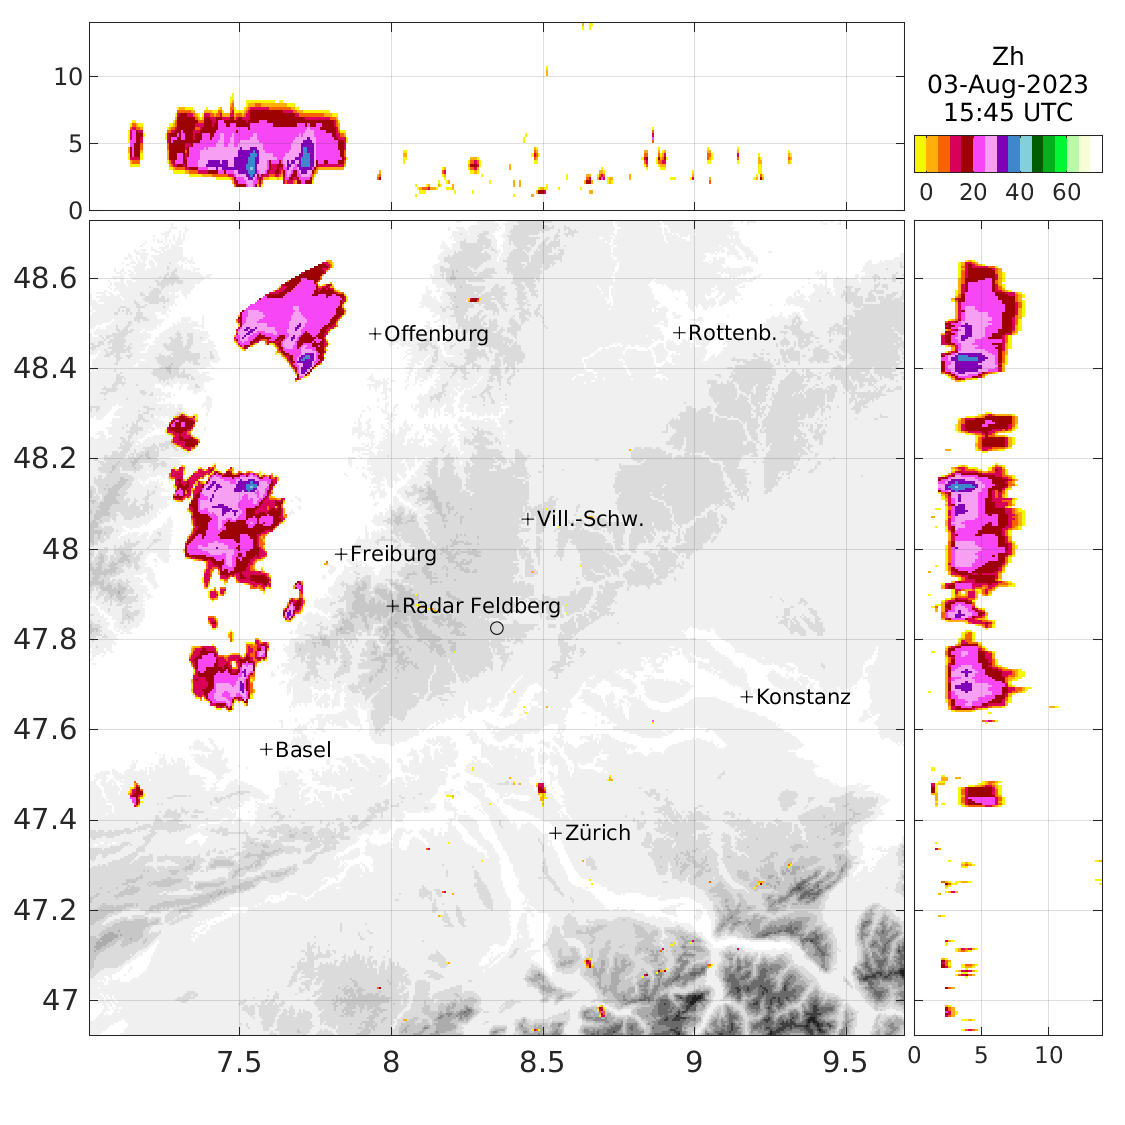 Zh
03-Aug-2023
15:45 UTC
0 20 40 60
10
5
0
48.6
48.4
48.2
48
47.8
47.6
47.4
47.2
47
+Offenburg
+Rottenb.
+Vill.-Schw.
+Freiburg
+Radar Feldberg
+Konstanz
+Basel
+Zürich
7.5 8 8.5 9 9.5
0 5 10